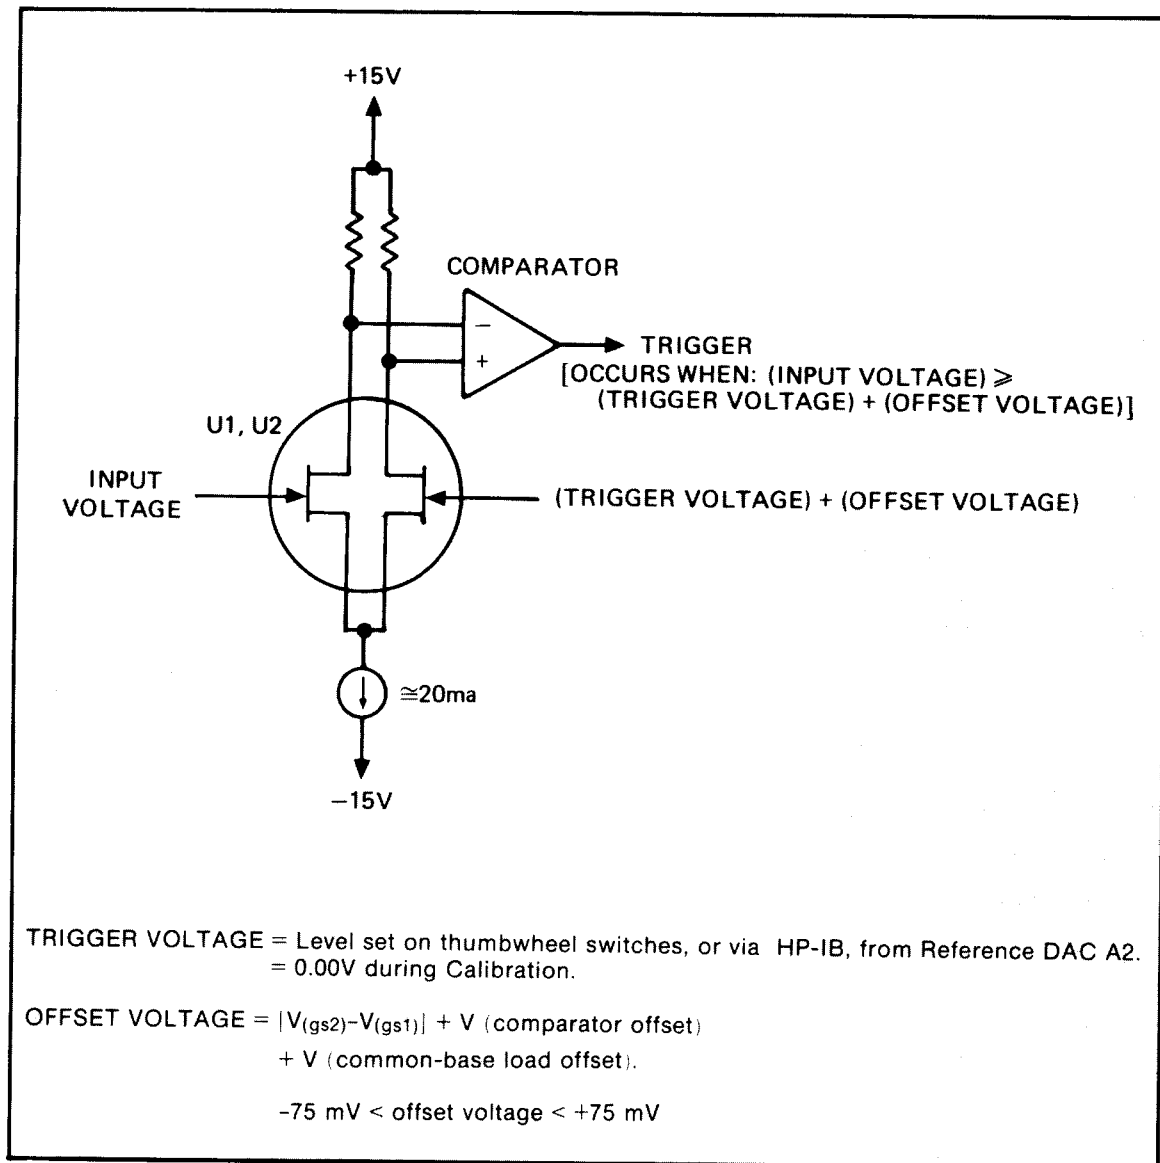 +15V
COMPARATOR
−
+
TRIGGER
[OCCURS WHEN: (INPUT VOLTAGE) ⩾
(TRIGGER VOLTAGE) + (OFFSET VOLTAGE)]
U1, U2
INPUT
VOLTAGE
(TRIGGER VOLTAGE) + (OFFSET VOLTAGE)
≅20ma
−15V
TRIGGER VOLTAGE = Level set on thumbwheel switches, or via HP-IB, from Reference DAC A2.
= 0.00V during Calibration.
OFFSET VOLTAGE = |V(gs2)−V(gs1)| + V (comparator offset)
+ V (common-base load offset).
-75 mV < offset voltage < +75 mV